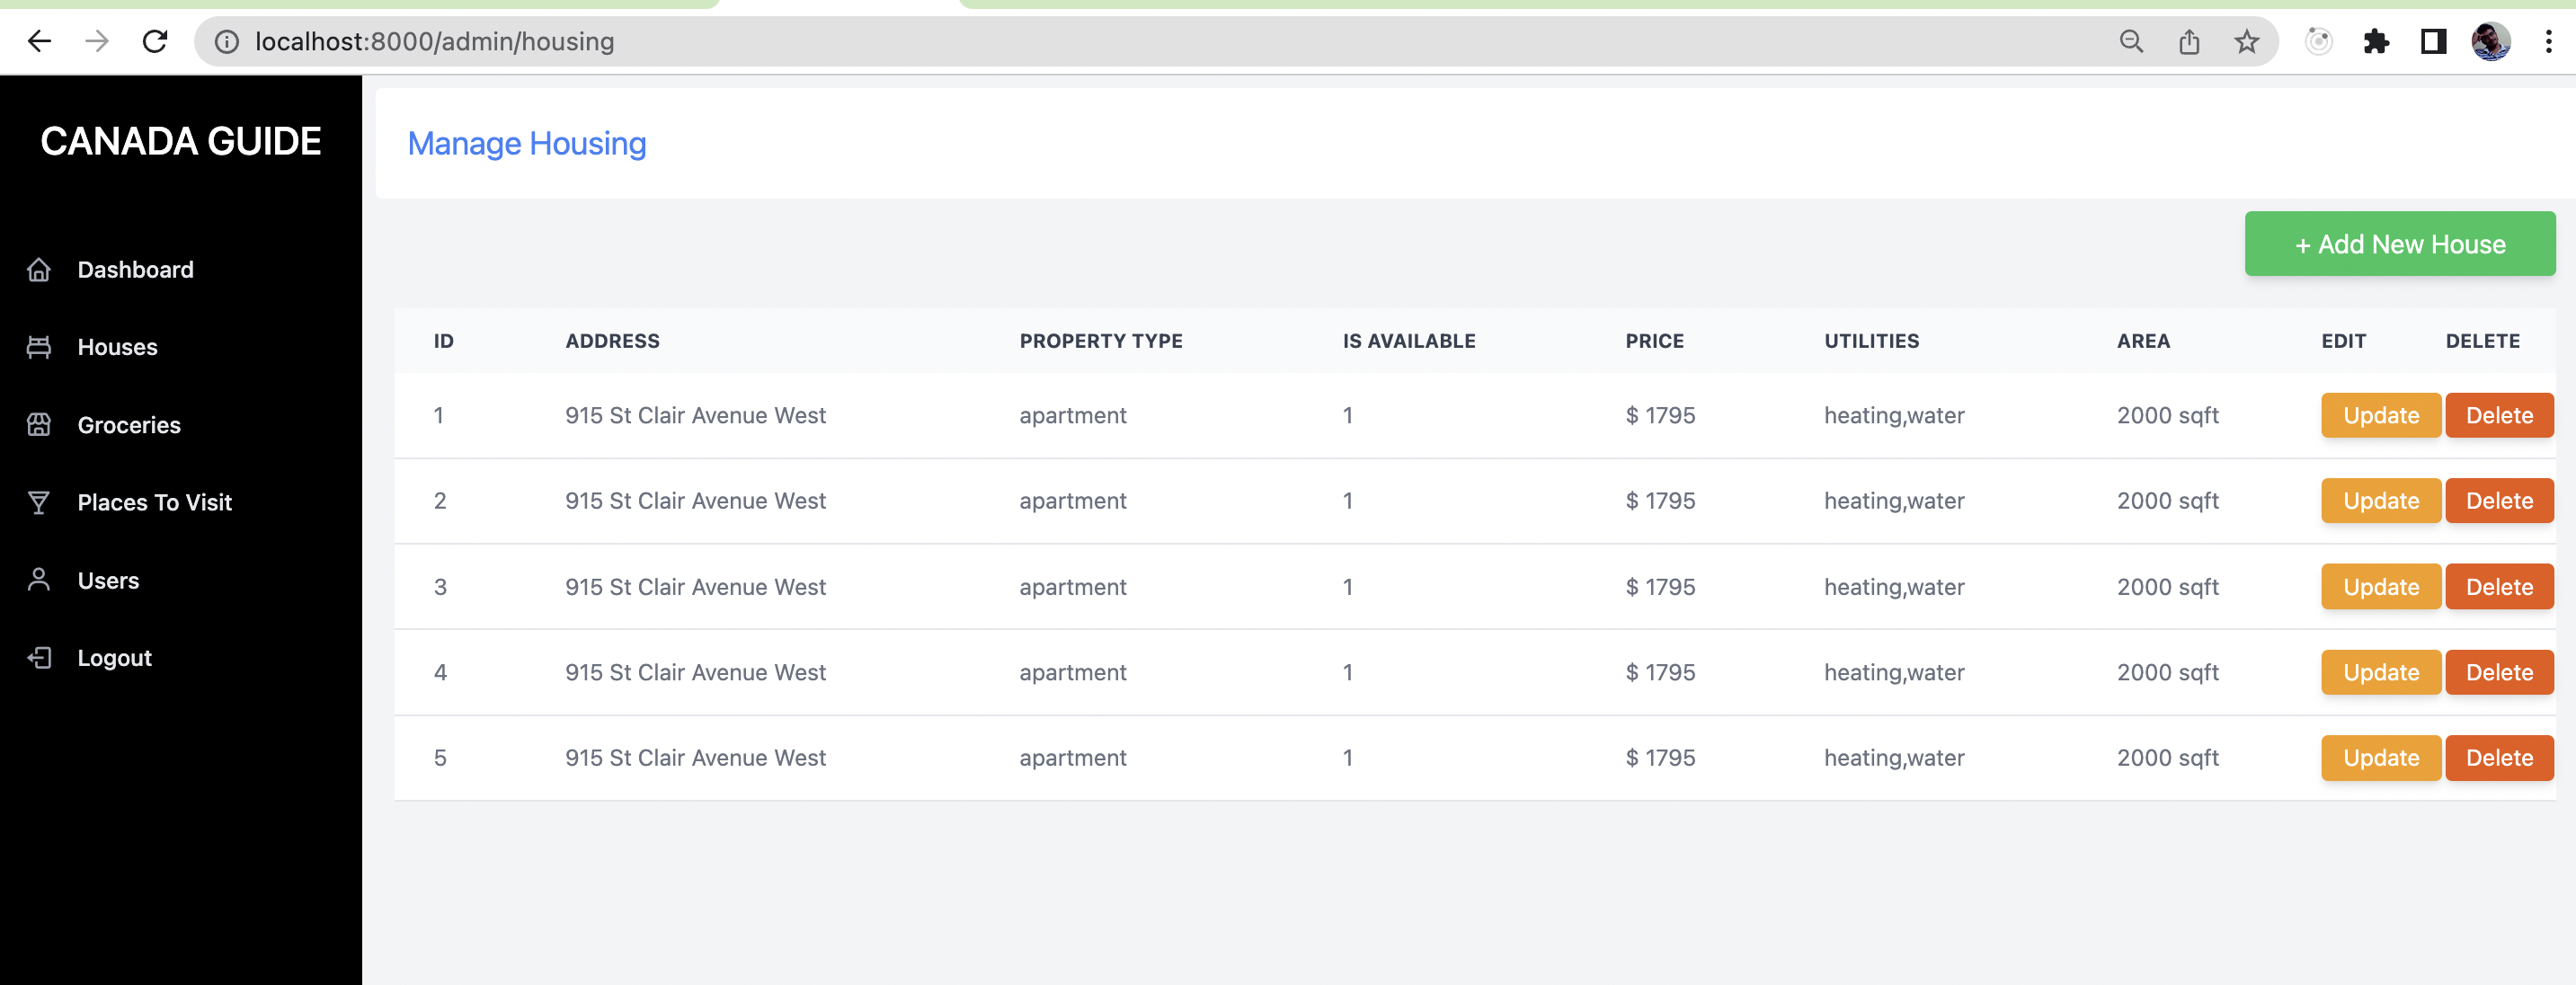 localhost:8000/admin/housing
CANADA GUIDE
Dashboard
Houses
Groceries
Places To Visit
Users
Logout
Manage Housing
+ Add New House
ID ADDRESS PROPERTY TYPE IS AVAILABLE PRICE UTILITIES AREA EDIT DELETE
1 915 St Clair Avenue West apartment 1 $ 1795 heating,water 2000 sqft Update Delete
2 915 St Clair Avenue West apartment 1 $ 1795 heating,water 2000 sqft Update Delete
3 915 St Clair Avenue West apartment 1 $ 1795 heating,water 2000 sqft Update Delete
4 915 St Clair Avenue West apartment 1 $ 1795 heating,water 2000 sqft Update Delete
5 915 St Clair Avenue West apartment 1 $ 1795 heating,water 2000 sqft Update Delete